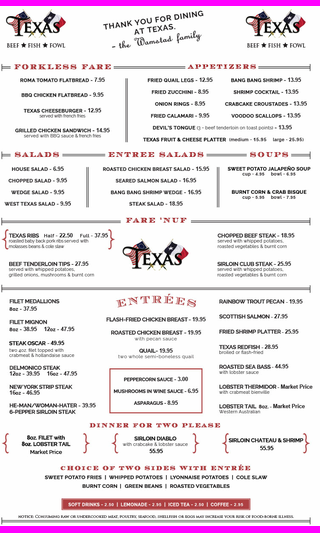 TEXAS
BEEF ★ FISH ★ FOWL
THANK YOU FOR DINING
AT TEXAS.
~ the Wamstad family
TEXAS
BEEF ★ FISH ★ FOWL
FORKLESS FARE
ROMA TOMATO FLATBREAD - 7.95
BBQ CHICKEN FLATBREAD - 9.95
TEXAS CHEESEBURGER - 12.95
served with french fries
GRILLED CHICKEN SANDWICH - 14.95
served with BBQ sauce & french fries
APPETIZERS
FRIED QUAIL LEGS - 12.95
FRIED ZUCCHINI - 8.95
ONION RINGS - 8.95
FRIED CALAMARI - 9.95
BANG BANG SHRIMP - 13.95
SHRIMP COCKTAIL - 13.95
CRABCAKE CROUSTADES - 13.95
VOODOO SCALLOPS - 13.95
DEVIL'S TONGUE (3 - beef tenderloin on toast points) - 13.95
TEXAS FRUIT & CHEESE PLATTER (medium - 15.95 large - 25.95)
SALADS
HOUSE SALAD - 6.95
CHOPPED SALAD - 9.95
WEDGE SALAD - 9.95
WEST TEXAS SALAD - 9.95
ENTREE SALADS
ROASTED CHICKEN BREAST SALAD - 15.95
SEARED SALMON SALAD - 16.95
BANG BANG SHRIMP WEDGE - 16.95
STEAK SALAD - 18.95
SOUPS
SWEET POTATO JALAPEÑO SOUP
cup - 4.95 bowl - 6.95
BURNT CORN & CRAB BISQUE
cup - 5.95 bowl - 7.95
FARE 'NUF
TEXAS RIBS Half - 22.50 Full - 37.95
roasted baby back pork ribs served with
molasses beans & cole slaw
BEEF TENDERLOIN TIPS - 27.95
served with whipped potatoes,
grilled onions, mushrooms & burnt corn
TEXAS
CHOPPED BEEF STEAK - 18.95
served with whipped potatoes,
roasted vegetables & burnt corn
SIRLOIN CLUB STEAK - 25.95
served with whipped potatoes,
roasted vegetables & burnt corn
ENTRÉES
FILET MEDALLIONS
8oz - 37.95
FILET MIGNON
8oz - 38.95 12oz - 47.95
STEAK OSCAR - 49.95
two 4oz. filet topped with
crabmeat & hollandaise sauce
DELMONICO STEAK
12oz - 39.95 16oz - 47.95
NEW YORK STRIP STEAK
16oz - 46.95
HE-MAN/WOMAN-HATER - 39.95
6-PEPPER SIRLOIN STEAK
FLASH-FRIED CHICKEN BREAST - 19.95
ROASTED CHICKEN BREAST - 19.95
with pecan sauce
QUAIL - 19.95
two whole semi-boneless quail
PEPPERCORN SAUCE - 3.00
MUSHROOMS IN WINE SAUCE - 6.95
ASPARAGUS - 8.95
RAINBOW TROUT PECAN - 19.95
SCOTTISH SALMON - 27.95
FRIED SHRIMP PLATTER - 25.95
TEXAS REDFISH - 28.95
broiled or flash-fried
ROASTED SEA BASS - 44.95
with lobster sauce
LOBSTER THERMIDOR - Market Price
with crabmeat bienville
LOBSTER TAIL 8oz. - Market Price
Western Australian
DINNER FOR TWO PLEASE
8oz. FILET with
8oz. LOBSTER TAIL
Market Price
SIRLOIN DIABLO
with crabcake & lobster sauce
55.95
SIRLOIN CHATEAU & SHRIMP
55.95
CHOICE OF TWO SIDES WITH ENTRÉE
SWEET POTATO FRIES | WHIPPED POTATOES | LYONNAISE POTATOES | COLE SLAW
BURNT CORN | GREEN BEANS | ROASTED VEGETABLES
SOFT DRINKS - 2.50 | LEMONADE - 2.95 | ICED TEA - 2.50 | COFFEE - 2.95
NOTICE: CONSUMING RAW OR UNDERCOOKED MEAT, POULTRY, SEAFOOD, SHELLFISH OR EGGS MAY INCREASE YOUR RISK OF FOOD-BORNE ILLNESS.